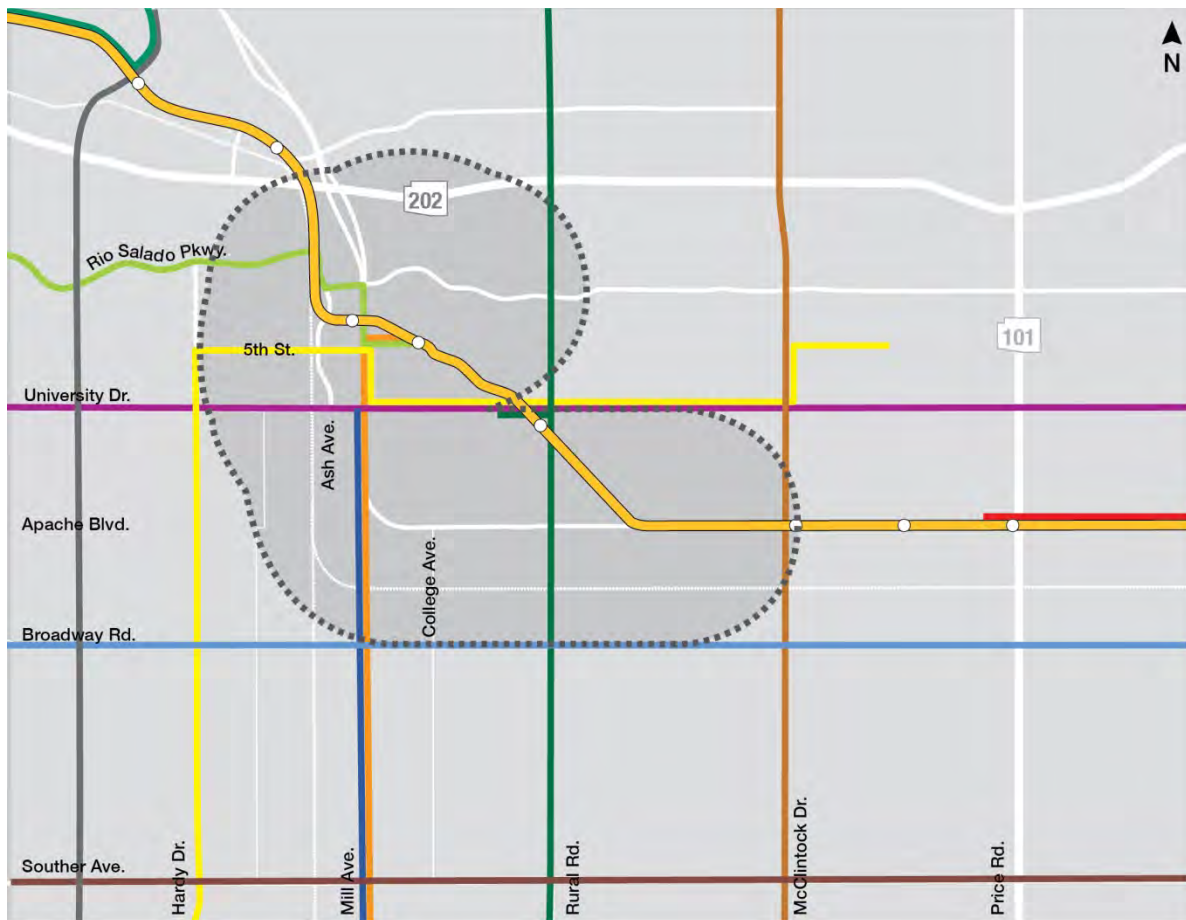 N
202
Rio Salado Pkwy.
101
5th St.
University Dr.
Ash Ave.
Apache Blvd.
College Ave.
Broadway Rd.
Souther Ave.
Hardy Dr.
Mill Ave.
Rural Rd.
McClintock Dr.
Price Rd.